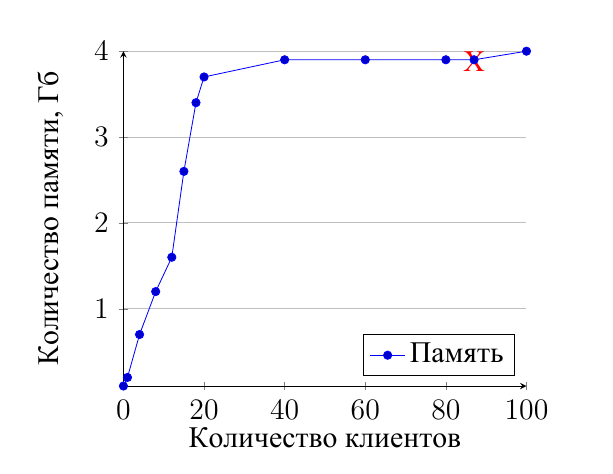 Количество памяти, Гб
4
3
2
1
X
Память
0 20 40 60 80 100
Количество клиентов